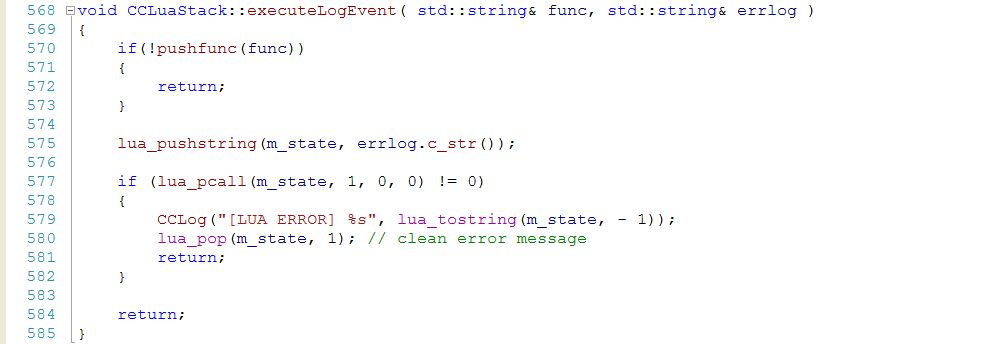 568 void CCLuaStack::executeLogEvent( std::string& func, std::string& errlog )
569 {
570     if(!pushfunc(func))
571     {
572         return;
573     }
574
575     lua_pushstring(m_state, errlog.c_str());
576
577     if (lua_pcall(m_state, 1, 0, 0) != 0)
578     {
579         CCLog("[LUA ERROR] %s", lua_tostring(m_state, - 1));
580         lua_pop(m_state, 1); // clean error message
581         return;
582     }
583
584     return;
585 }